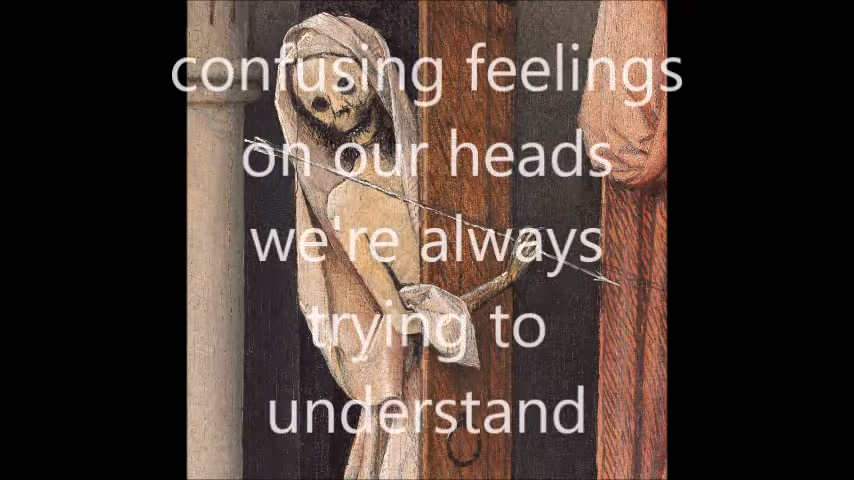 confusing feelings
on our heads
we're always
trying to
understand